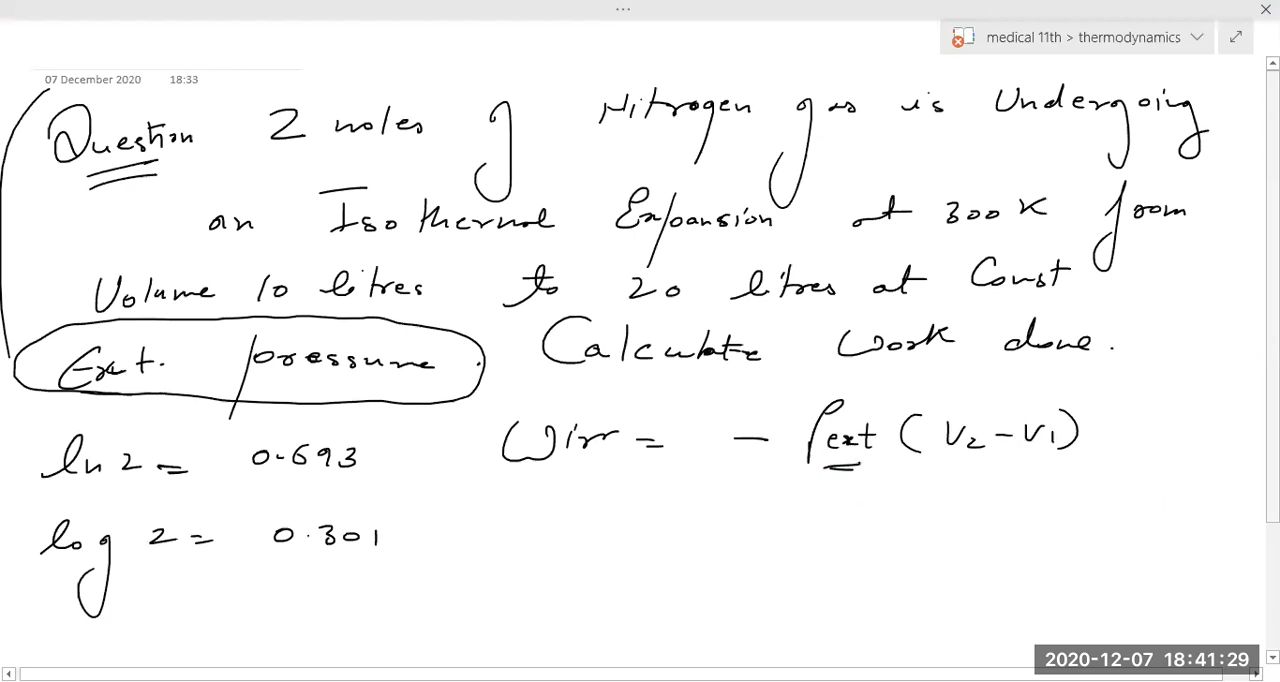 medical 11th > thermodynamics
07 December 2020 18:33
Question 2 moles of Nitrogen gas is Undergoing
an Isothermal Expansion at 300K from
Volume 10 litres to 20 litres at Const
Ext. pressure. Calculate work done.
ln 2 = 0.693 Wirr = - Pext (V2-V1)
log 2 = 0.301
2020-12-07 18:41:29